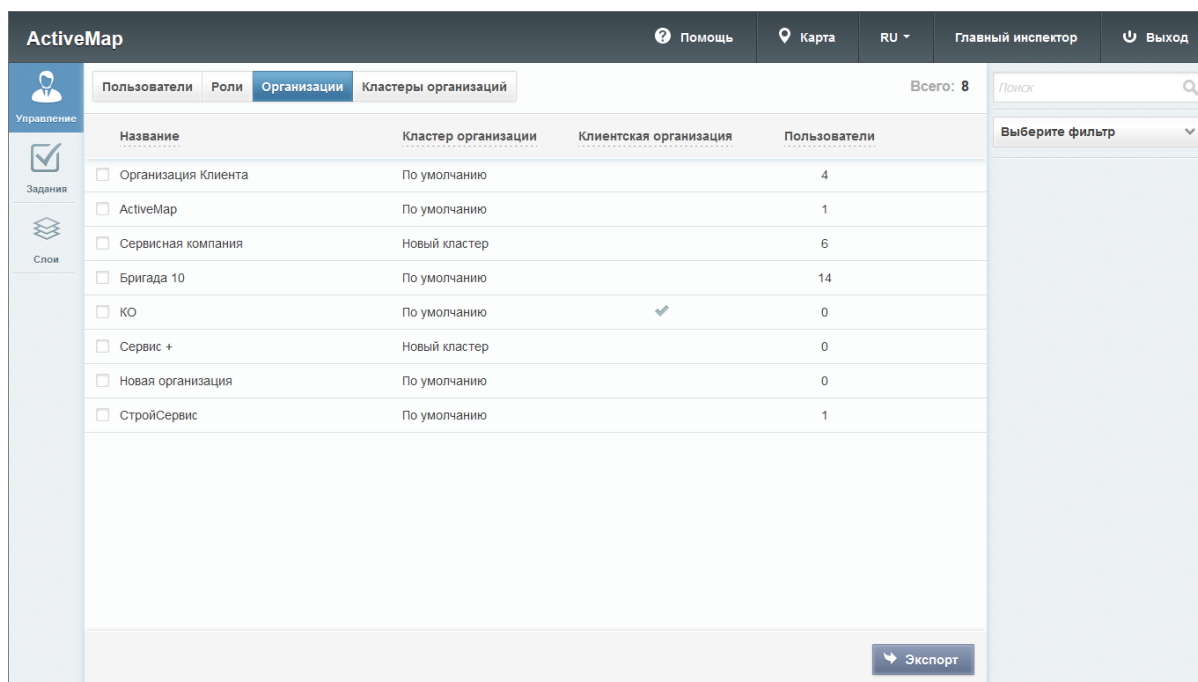 ActiveMap Помощь Карта RU Главный инспектор Выход
Управление
Задания
Слои
Пользователи Роли Организации Кластеры организаций Всего: 8
Название Кластер организации Клиентская организация Пользователи
Организация Клиента По умолчанию 4
ActiveMap По умолчанию 1
Сервисная компания Новый кластер 6
Бригада 10 По умолчанию 14
КО По умолчанию 0
Сервис + Новый кластер 0
Новая организация По умолчанию 0
СтройСервис По умолчанию 1
Экспорт
Поиск
Выберите фильтр